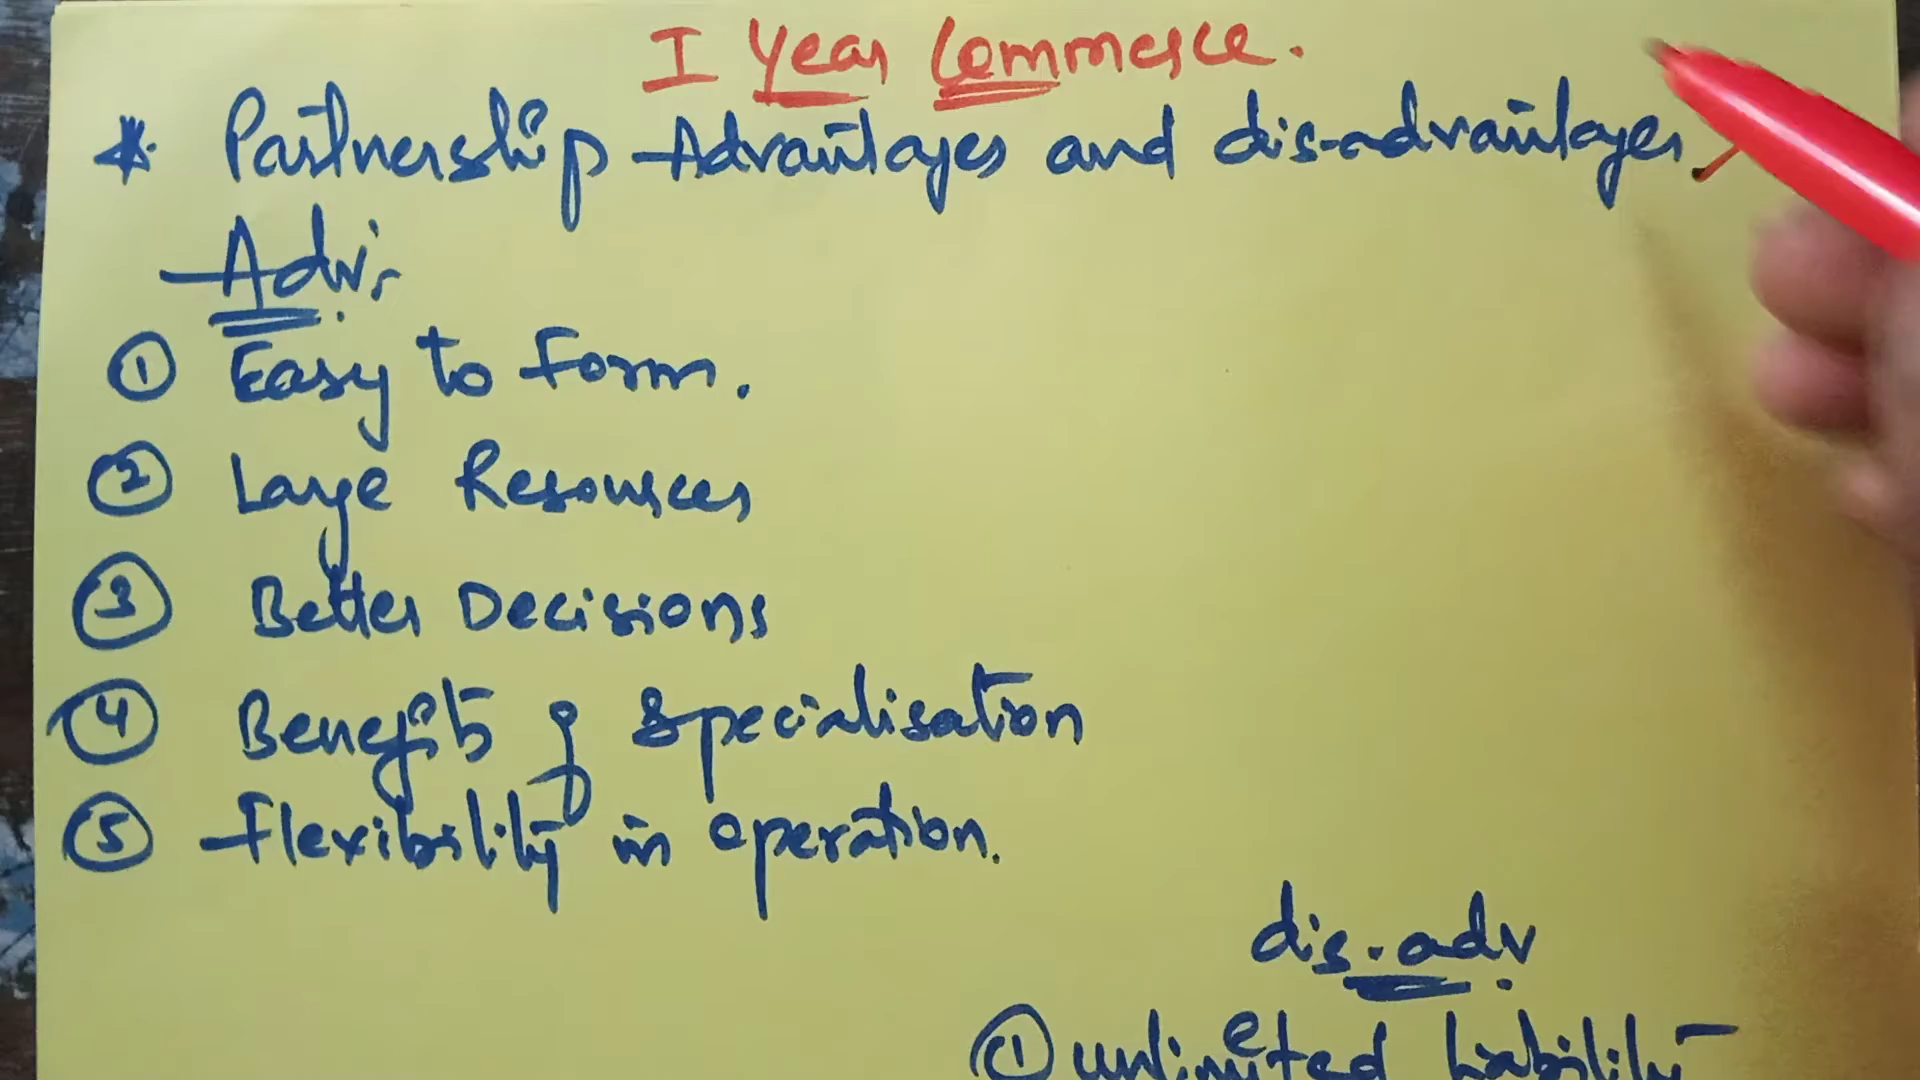 I Year Commerce.
* Partnership Advantages and dis-advantages
Adv:
① Easy to form.
② Large Resources
③ Better Decisions
④ Benefits of specialisation
⑤ Flexibility in operation.
dis-adv
① unlimeted Liability